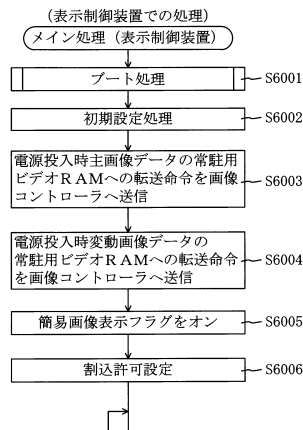 (表示制御装置での処理)
メイン処理(表示制御装置)
ブート処理
S6001
初期設定処理
S6002
電源投入時主画像データの常駐用
ビデオRAMへの転送命令を画像
コントローラへ送信
S6003
電源投入時変動画像データの
常駐用ビデオRAMへの転送命令
を画像コントローラへ送信
S6004
簡易画像表示フラグをオン
S6005
割込許可設定
S6006